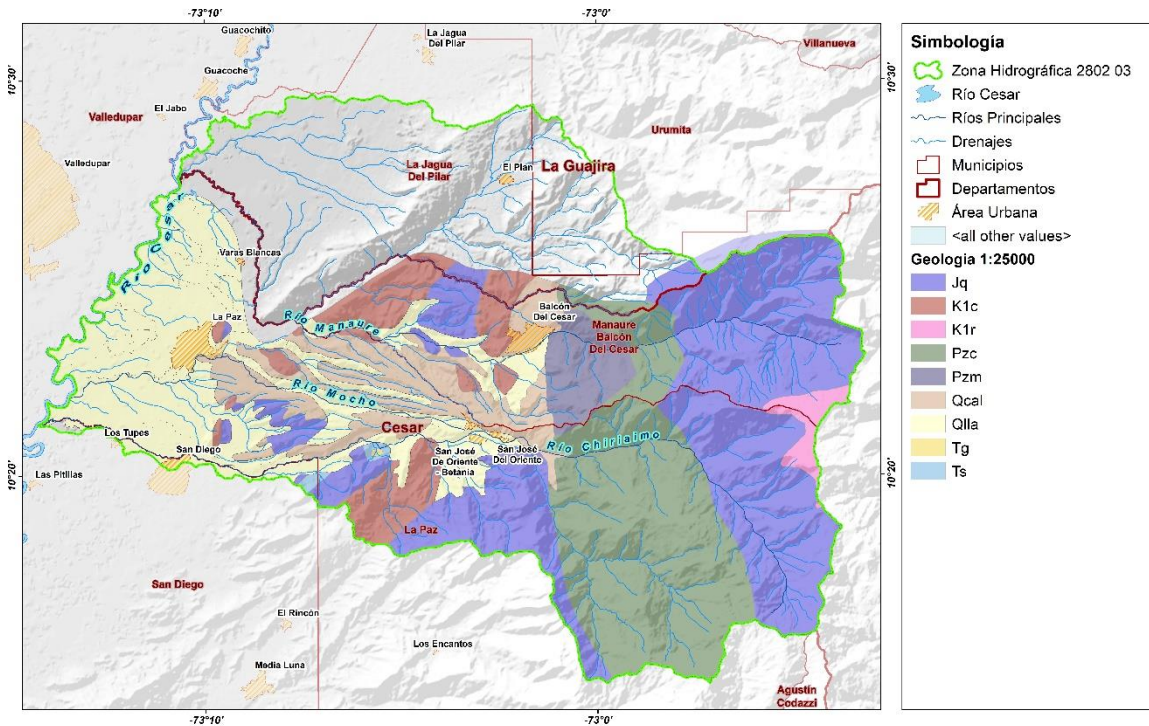 -73°10'
-73°0'
10°30'
10°30'
Guacochito
La Jagua
Del Pilar
Villanueva
Guacoche
El Jabo
Valledupar
Urumita
Valledupar
La Jagua
Del Pilar
El Plan
La Guajira
Río Cesar
Varas Blancas
La Paz
Río Manaure
Balcón
Del Cesar
Manaure
Balcón
Del Cesar
Río Mocho
Cesar
Río Chiriaimo
Los Tupes
San Diego
San José
De Oriente
- Betania
San José
Del Oriente
Las Pitillas
10°20'
10°20'
La Paz
San Diego
El Rincón
Los Encantos
Media Luna
Agustín
Codazzi
-73°10'
-73°0'
Simbología
Zona Hidrográfica 2802 03
Río Cesar
Ríos Principales
Drenajes
Municipios
Departamentos
Área Urbana
<all other values>
Geologia 1:25000
Jq
K1c
K1r
Pzc
Pzm
Qcal
Qlla
Tg
Ts